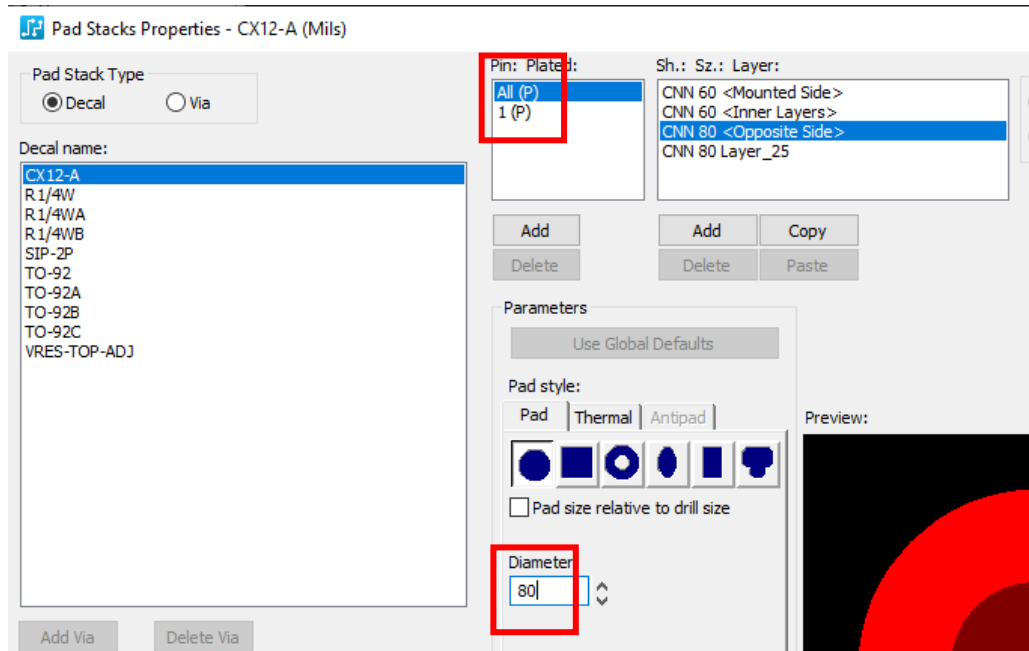 Pad Stacks Properties - CX12-A (Mils)
Pad Stack Type
Decal
Via
Decal name:
CX12-A
R1/4W
R1/4WA
R1/4WB
SIP-2P
TO-92
TO-92A
TO-92B
TO-92C
VRES-TOP-ADJ
Add Via
Delete Via
Pin: Plated:
All (P)
1 (P)
Add
Delete
Sh.: Sz.: Layer:
CNN 60 <Mounted Side>
CNN 60 <Inner Layers>
CNN 80 <Opposite Side>
CNN 80 Layer_25
Add
Copy
Delete
Paste
Parameters
Use Global Defaults
Pad style:
Pad
Thermal
Antipad
Pad size relative to drill size
Diameter
80
Preview: